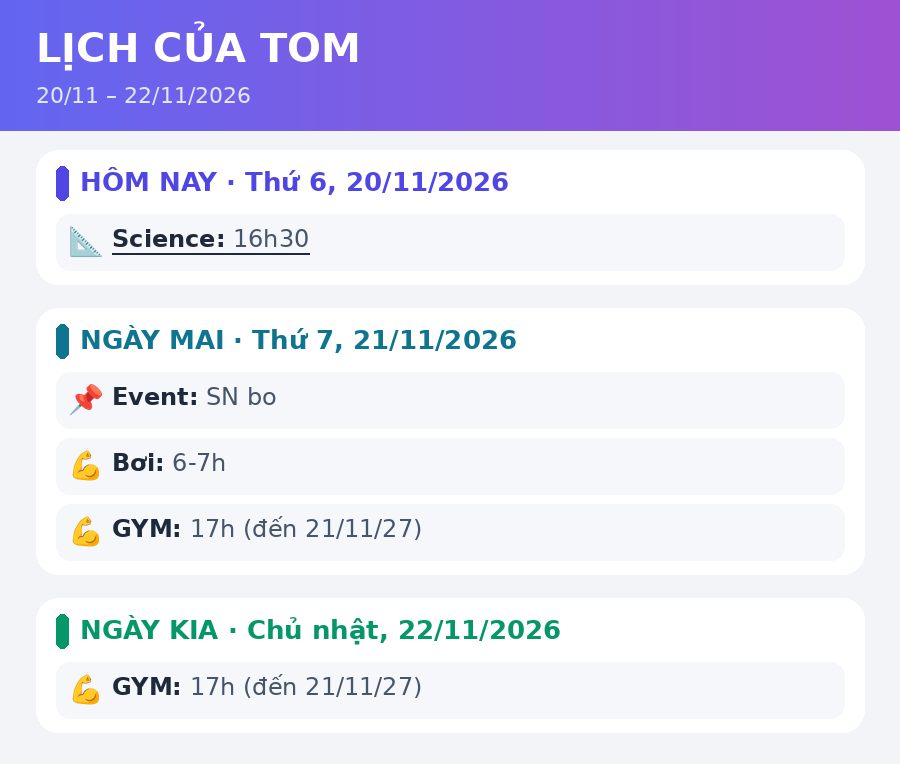 LỊCH CỦA TOM
20/11 – 22/11/2026
HÔM NAY · Thứ 6, 20/11/2026
Science: 16h30
NGÀY MAI · Thứ 7, 21/11/2026
Event: SN bo
Bơi: 6-7h
GYM: 17h (đến 21/11/27)
NGÀY KIA · Chủ nhật, 22/11/2026
GYM: 17h (đến 21/11/27)